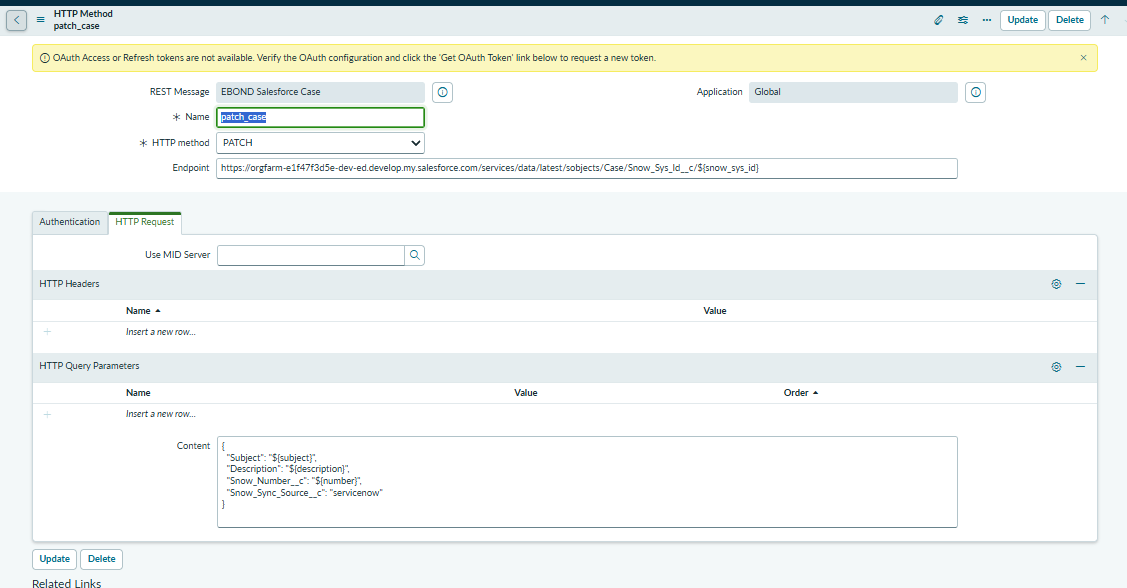 HTTP Method
patch_case
Update
Delete
OAuth Access or Refresh tokens are not available. Verify the OAuth configuration and click the 'Get OAuth Token' link below to request a new token.
REST Message EBOND Salesforce Case
Application Global
Name patch_case
HTTP method PATCH
Endpoint https://orgfarm-e1f47f3d5e-dev-ed.develop.my.salesforce.com/services/data/latest/sobjects/Case/Snow_Sys_Id__c/${snow_sys_id}
Authentication
HTTP Request
Use MID Server
HTTP Headers
Name Value
Insert a new row...
HTTP Query Parameters
Name Value Order
Insert a new row...
Content
{
"Subject": "${subject}",
"Description": "${description}",
"Snow_Number__c": "${number}",
"Snow_Sync_Source__c": "servicenow"
}
Update
Delete
Related Links